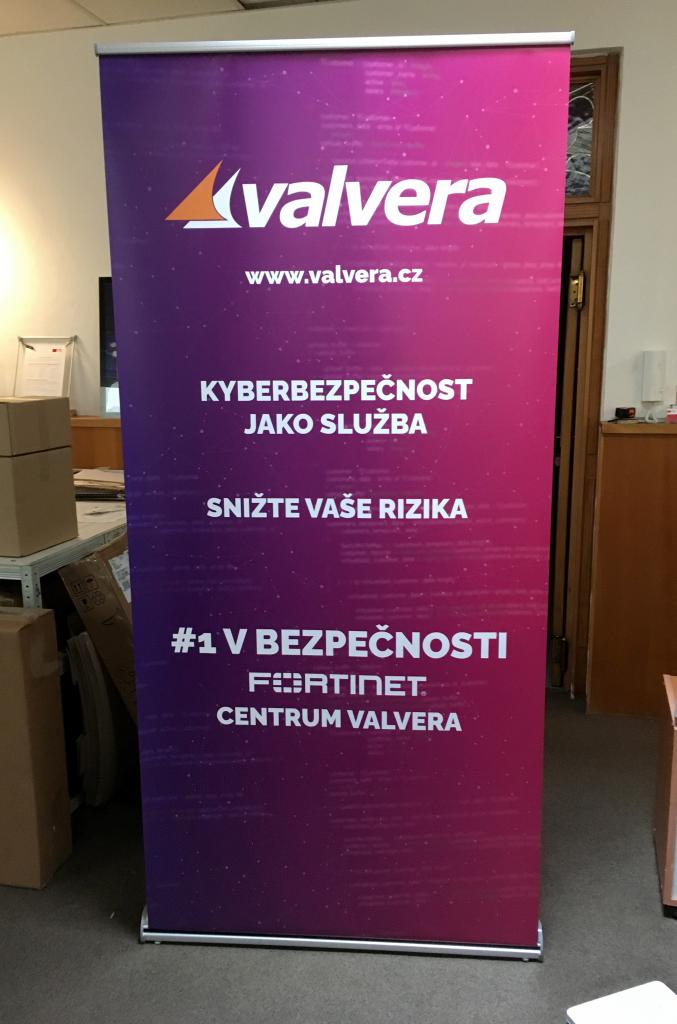 valvera
www.valvera.cz
KYBERBEZPEČNOST
JAKO SLUŽBA
SNIŽTE VAŠE RIZIKA
#1 V BEZPEČNOSTI
FORTINET®
CENTRUM VALVERA